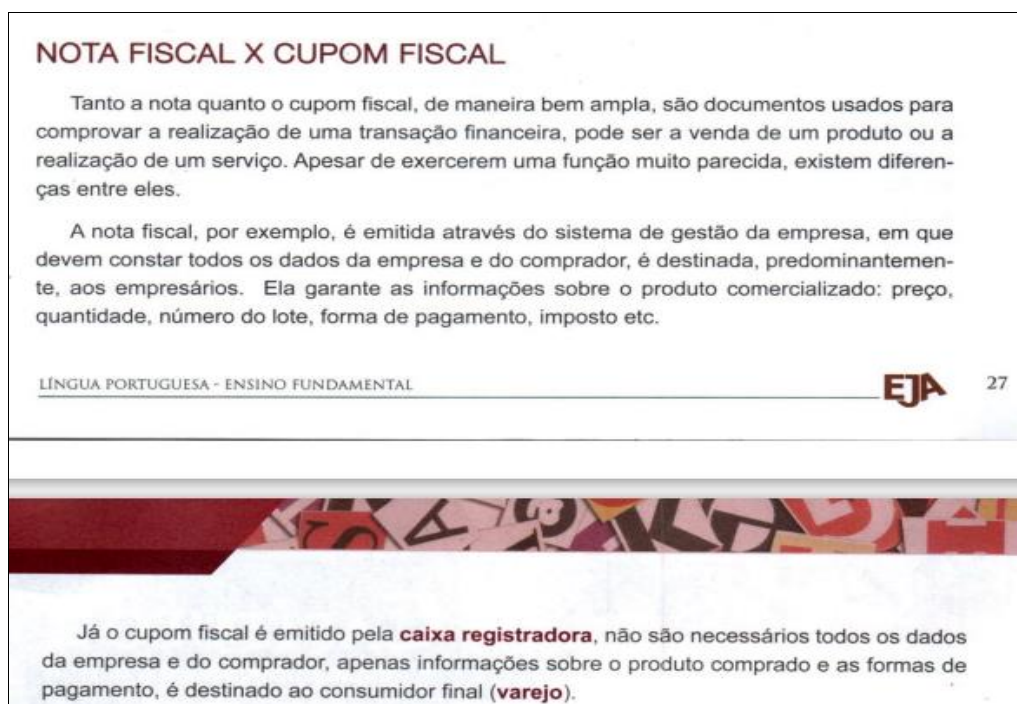 NOTA FISCAL X CUPOM FISCAL
Tanto a nota quanto o cupom fiscal, de maneira bem ampla, são documentos usados para
comprovar a realização de uma transação financeira, pode ser a venda de um produto ou a
realização de um serviço. Apesar de exercerem uma função muito parecida, existem diferen-
ças entre eles.
A nota fiscal, por exemplo, é emitida através do sistema de gestão da empresa, em que
devem constar todos os dados da empresa e do comprador, é destinada, predominantemen-
te, aos empresários. Ela garante as informações sobre o produto comercializado: preço,
quantidade, número do lote, forma de pagamento, imposto etc.
LÍNGUA PORTUGUESA - ENSINO FUNDAMENTAL EJA 27
Já o cupom fiscal é emitido pela caixa registradora, não são necessários todos os dados
da empresa e do comprador, apenas informações sobre o produto comprado e as formas de
pagamento, é destinado ao consumidor final (varejo).